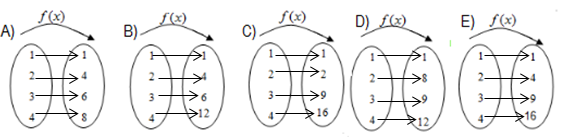 A) f(x) B) f(x) C) f(x) D) f(x) E) f(x)
1 1 1 1 1 1 1 1 1 1
2 4 2 4 2 2 2 8 2 4
3 6 3 6 3 9 3 9 3 9
4 8 4 12 4 16 4 12 4 16